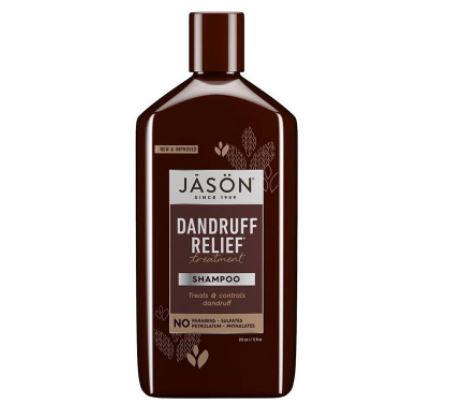 NEW & IMPROVED
JĀSÖN
SINCE 1959
DANDRUFF
RELIEF
treatment
SHAMPOO
Treats & controls
dandruff
NO PARABENS • SULFATES
PETROLATUM • PHTHALATES